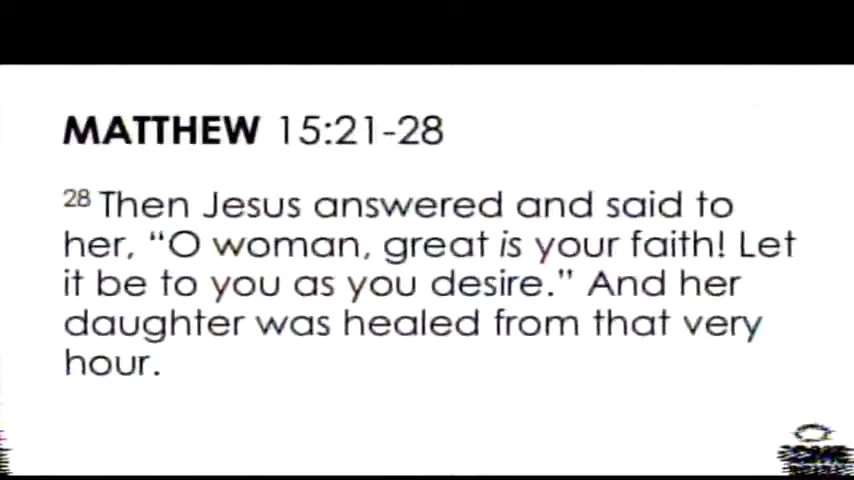 MATTHEW 15:21-28
28 Then Jesus answered and said to
her, “O woman, great is your faith! Let
it be to you as you desire.” And her
daughter was healed from that very
hour.